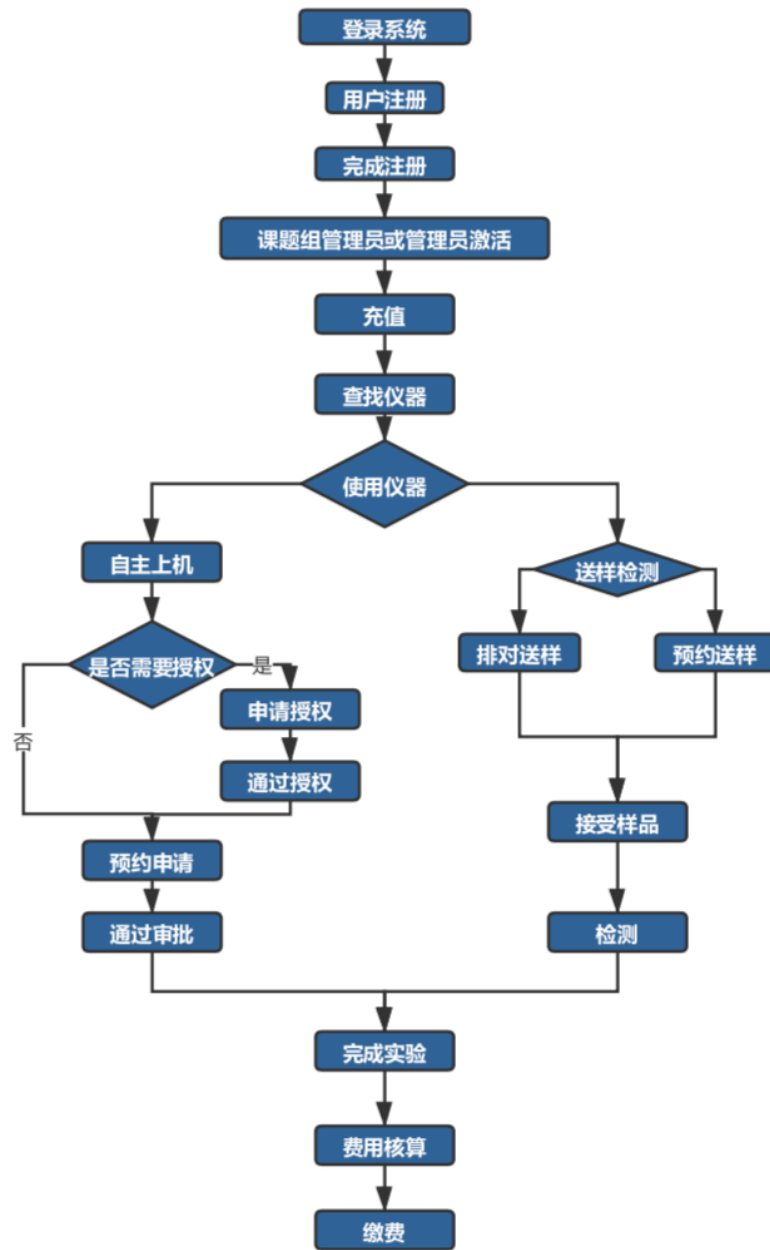 登录系统
用户注册
完成注册
课题组管理员或管理员激活
充值
查找仪器
使用仪器
自主上机
送样检测
是否需要授权
是
排对送样
预约送样
申请授权
否
通过授权
接受样品
预约申请
通过审批
检测
完成实验
费用核算
缴费